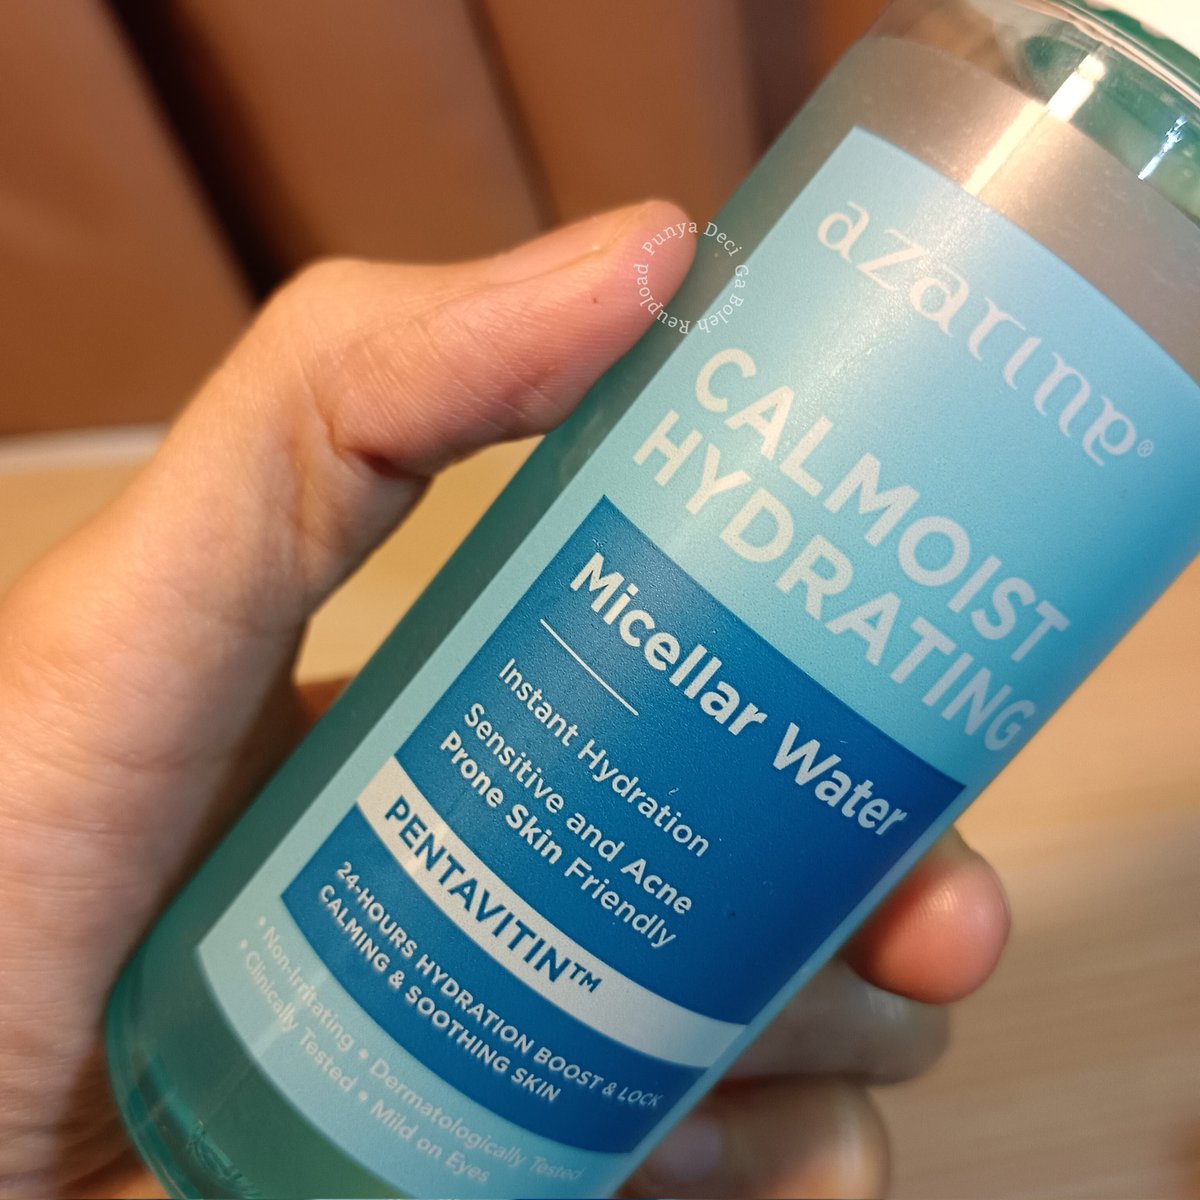 azarine®
CALMOIST
HYDRATING
Micellar Water
Instant Hydration
Sensitive and Acne
Prone Skin Friendly
PENTAVITIN™
24-HOURS HYDRATION BOOST & LOCK
CALMING & SOOTHING SKIN
• Non-Irritating • Dermatologically Tested
• Clinically Tested • Mild on Eyes
Punya Deci Ga Boleh Reupload